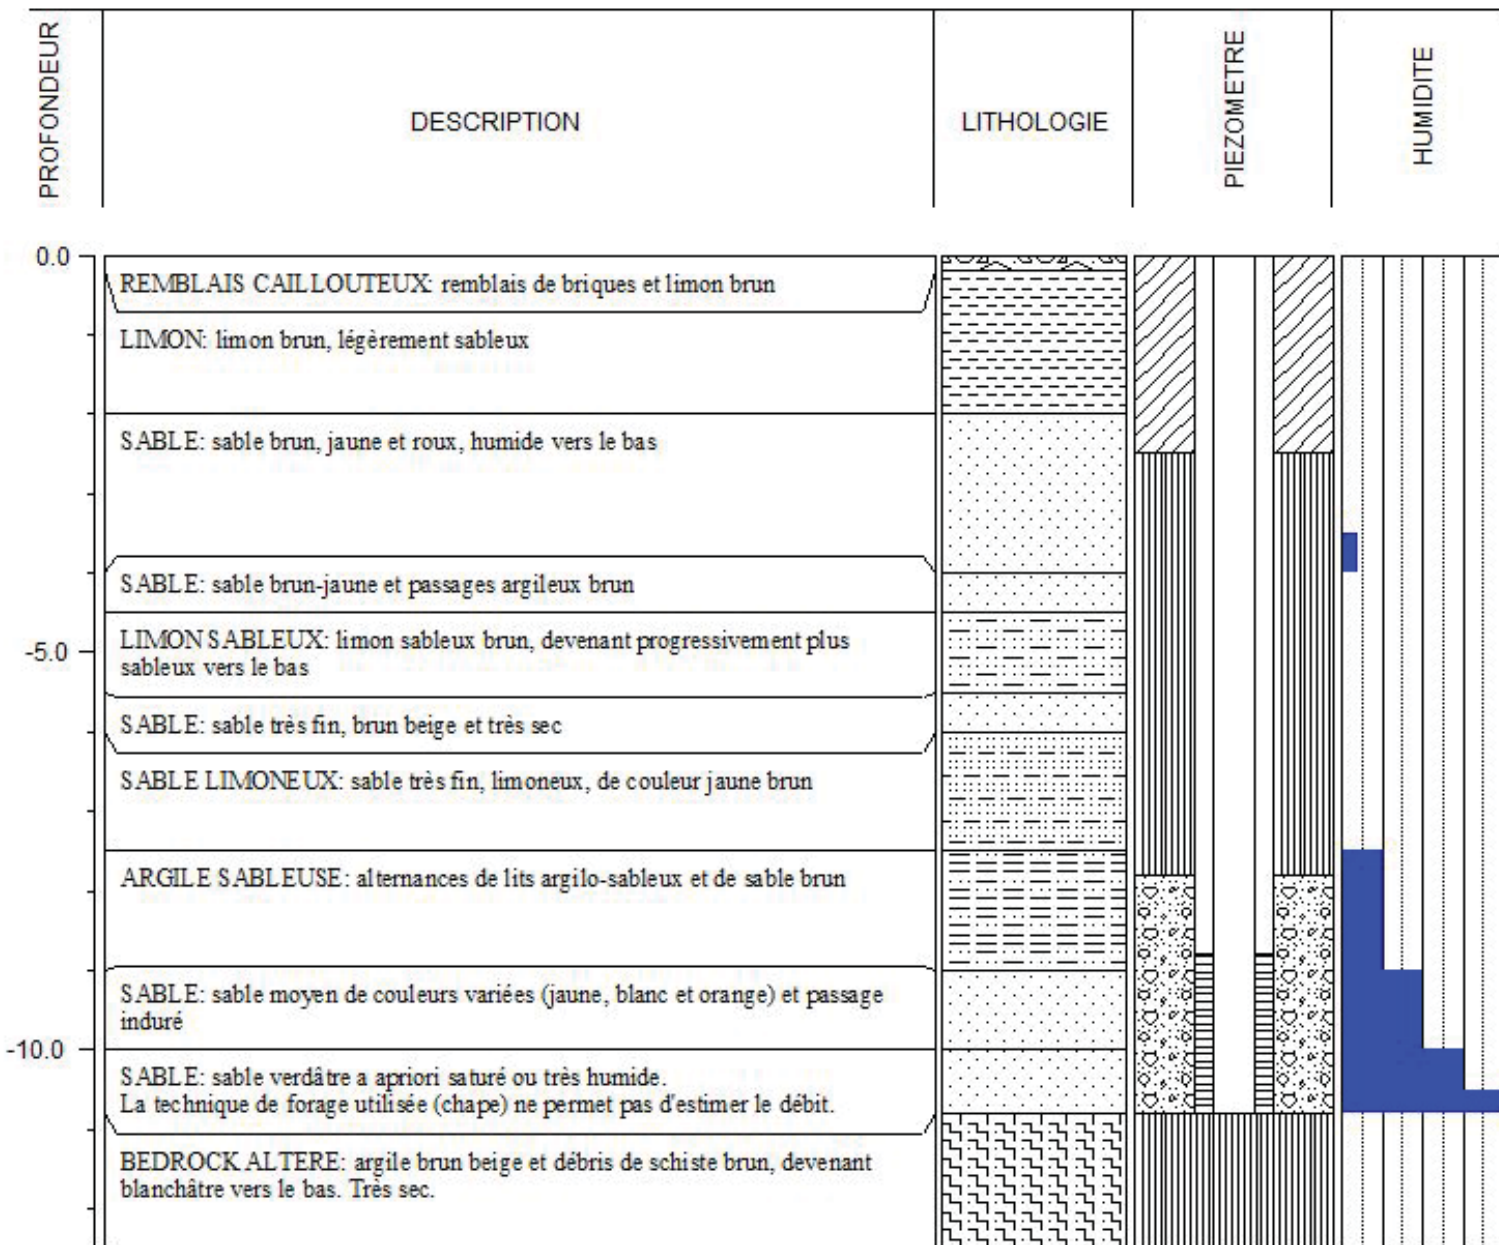 PROFONDEUR
DESCRIPTION
LITHOLOGIE
PIEZOMETRE
HUMIDITE
0.0
REMBLAIS CAILLOUTEUX: remblais de briques et limon brun
LIMON: limon brun, légèrement sableux
SABLE: sable brun, jaune et roux, humide vers le bas
SABLE: sable brun-jaune et passages argileux brun
-5.0
LIMON SABLEUX: limon sableux brun, devenant progressivement plus
sableux vers le bas
SABLE: sable très fin, brun beige et très sec
SABLE LIMONEUX: sable très fin, limoneux, de couleur jaune brun
ARGILE SABLEUSE: alternances de lits argilo-sableux et de sable brun
SABLE: sable moyen de couleurs variées (jaune, blanc et orange) et passage
induré
-10.0
SABLE: sable verdâtre a apriori saturé ou très humide.
La technique de forage utilisée (chape) ne permet pas d'estimer le débit.
BEDROCK ALTERE: argile brun beige et débris de schiste brun, devenant
blanchâtre vers le bas. Très sec.